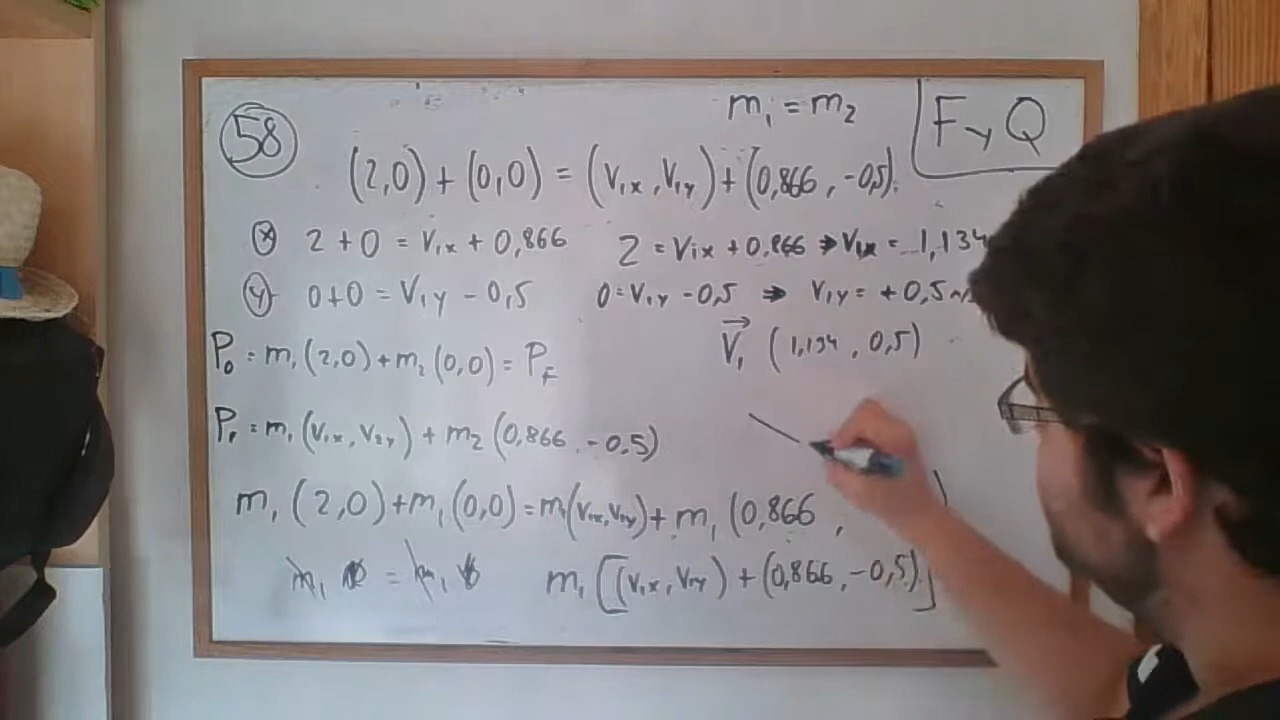 58
m₁ = m₂
F y Q
(2,0) + (0,0) = (V₁ₓ, V₁y) + (0,866, -0,5).
(x) 2 + 0 = V₁ₓ + 0,866 2 = V₁ₓ + 0,866 ➔ V₁ₓ = 1,134
(y) 0+0 = V₁y - 0,5 0 = V₁y - 0,5 ➔ V₁y = +0,5 m/s
V₁ (1,134, 0,5)
P₀ = m₁(2,0) + m₂(0,0) = P_F
P_F = m₁(V₁ₓ, V₂y) + m₂(0,866, -0,5)
m₁(2,0) + m₁(0,0) = m₁(V₁ₓ, V₁y) + m₁(0,866, )
m₁ = m₁ m₁[(V₁ₓ, V₁y) + (0,866, -0,5)]